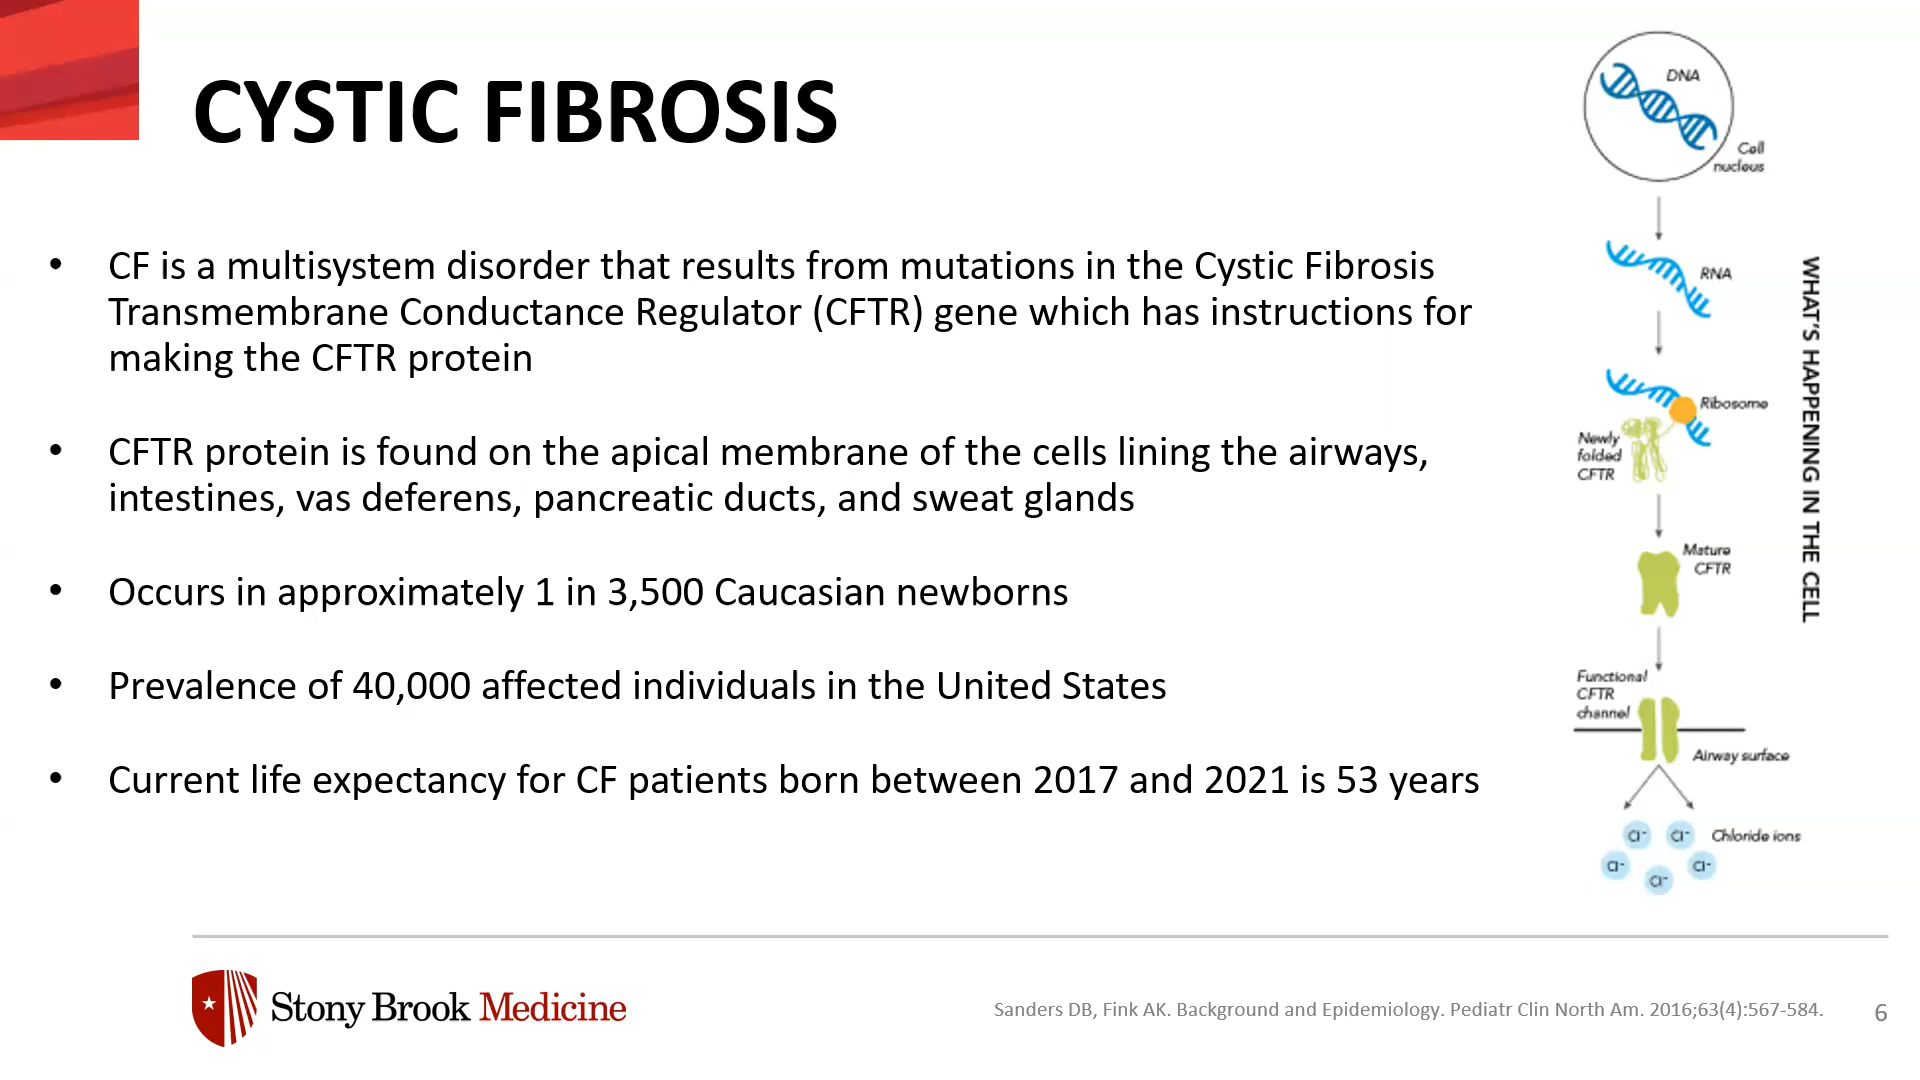 CYSTIC FIBROSIS
• CF is a multisystem disorder that results from mutations in the Cystic Fibrosis
Transmembrane Conductance Regulator (CFTR) gene which has instructions for
making the CFTR protein
• CFTR protein is found on the apical membrane of the cells lining the airways,
intestines, vas deferens, pancreatic ducts, and sweat glands
• Occurs in approximately 1 in 3,500 Caucasian newborns
• Prevalence of 40,000 affected individuals in the United States
• Current life expectancy for CF patients born between 2017 and 2021 is 53 years
DNA
Cell
nucleus
RNA
Ribosome
Newly
folded
CFTR
Mature
CFTR
Functional
CFTR
channel
Airway surface
Cl⁻ Cl⁻
Chloride ions
Cl⁻ Cl⁻
Cl⁻
WHAT'S HAPPENING IN THE CELL
Stony Brook Medicine
Sanders DB, Fink AK. Background and Epidemiology. Pediatr Clin North Am. 2016;63(4):567-584.
6